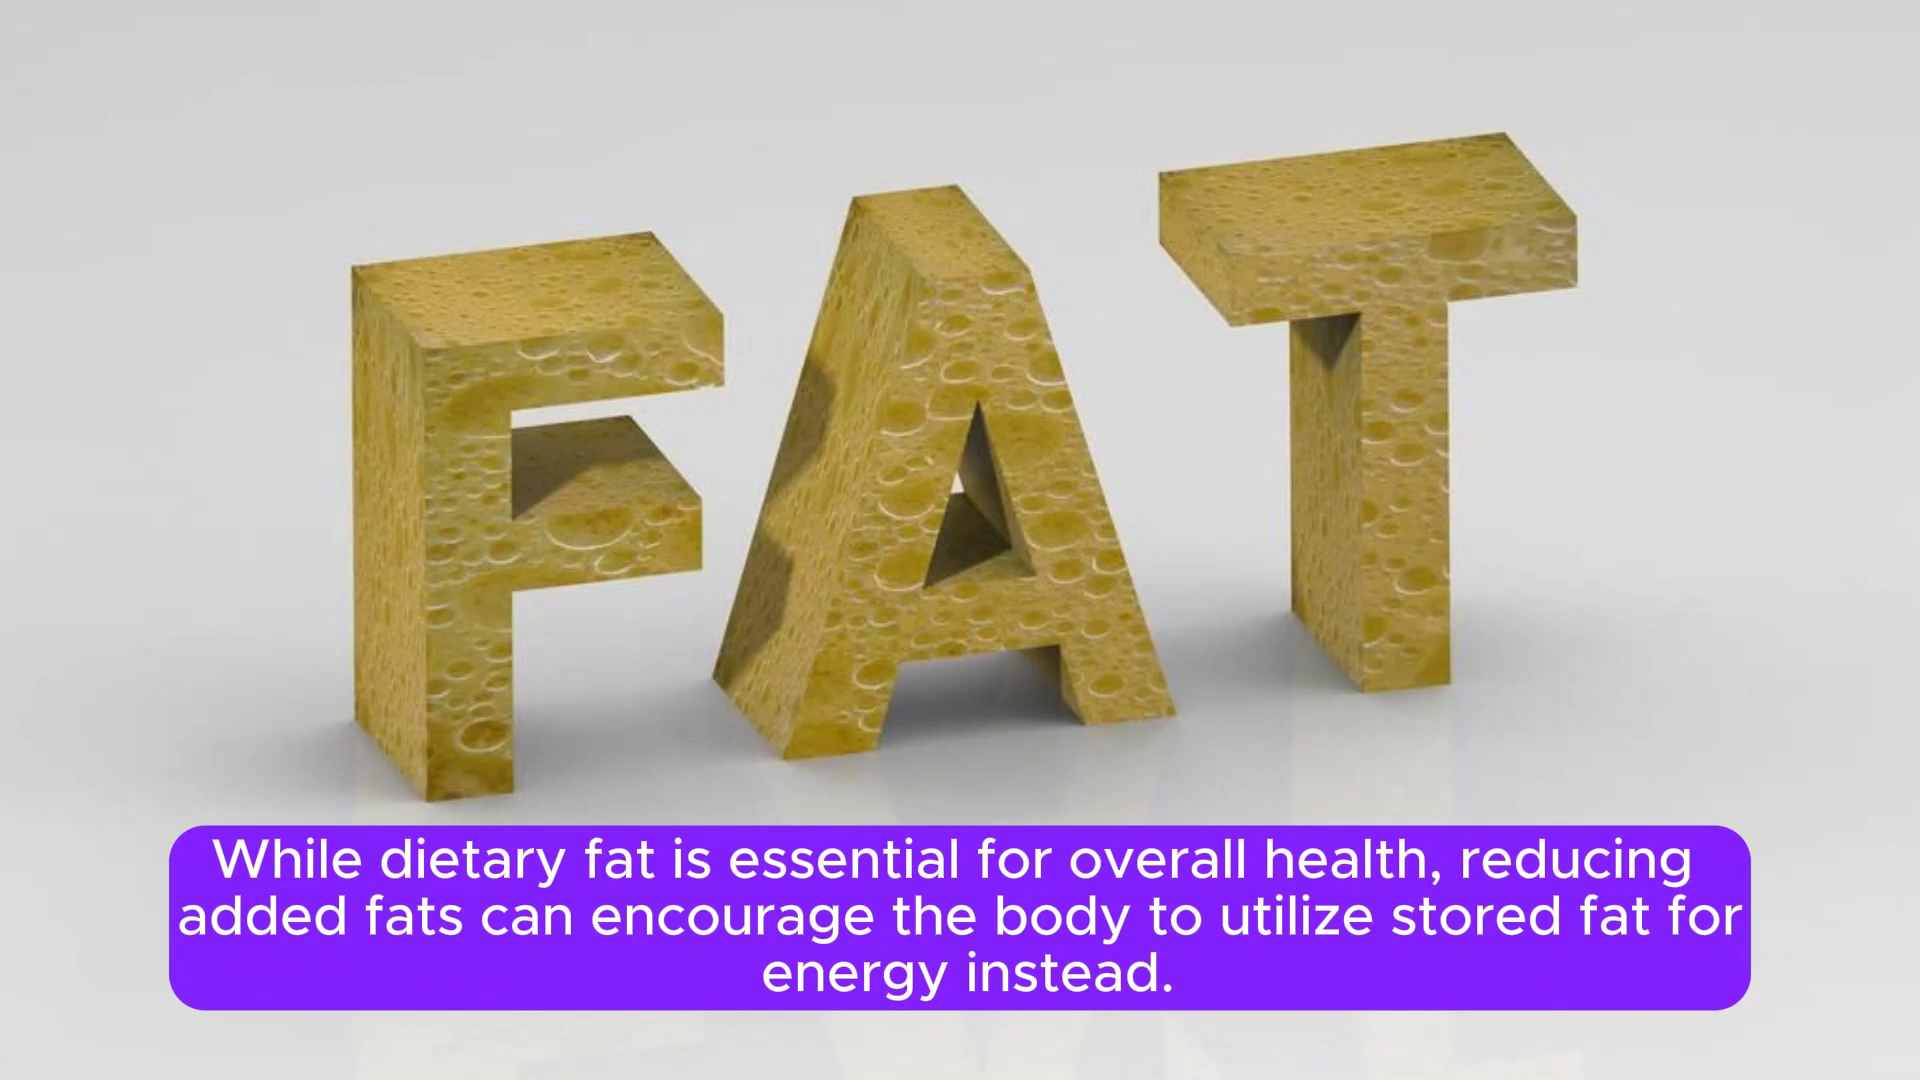 FAT
While dietary fat is essential for overall health, reducing
added fats can encourage the body to utilize stored fat for
energy instead.